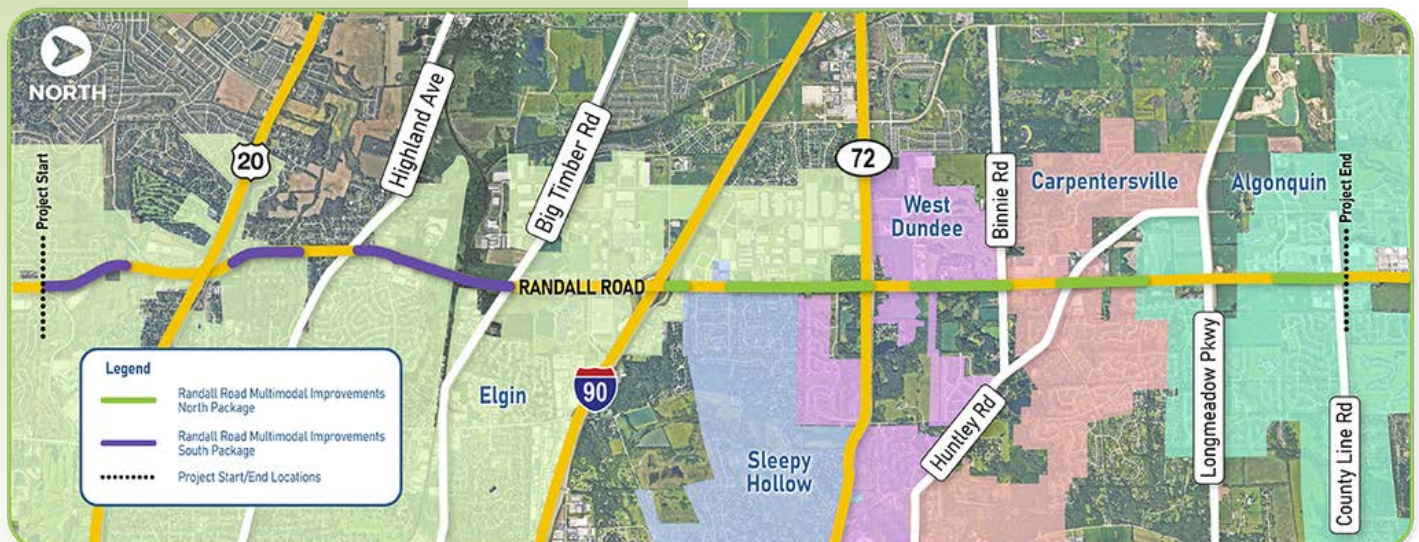 NORTH
Project Start
20
Highland Ave
Big Timber Rd
RANDALL ROAD
90
Elgin
72
West
Dundee
Sleepy
Hollow
Binnie Rd
Huntley Rd
Carpentersville
Longmeadow Pkwy
Algonquin
County Line Rd
Project End
Legend
Randall Road Multimodal Improvements
North Package
Randall Road Multimodal Improvements
South Package
Project Start/End Locations